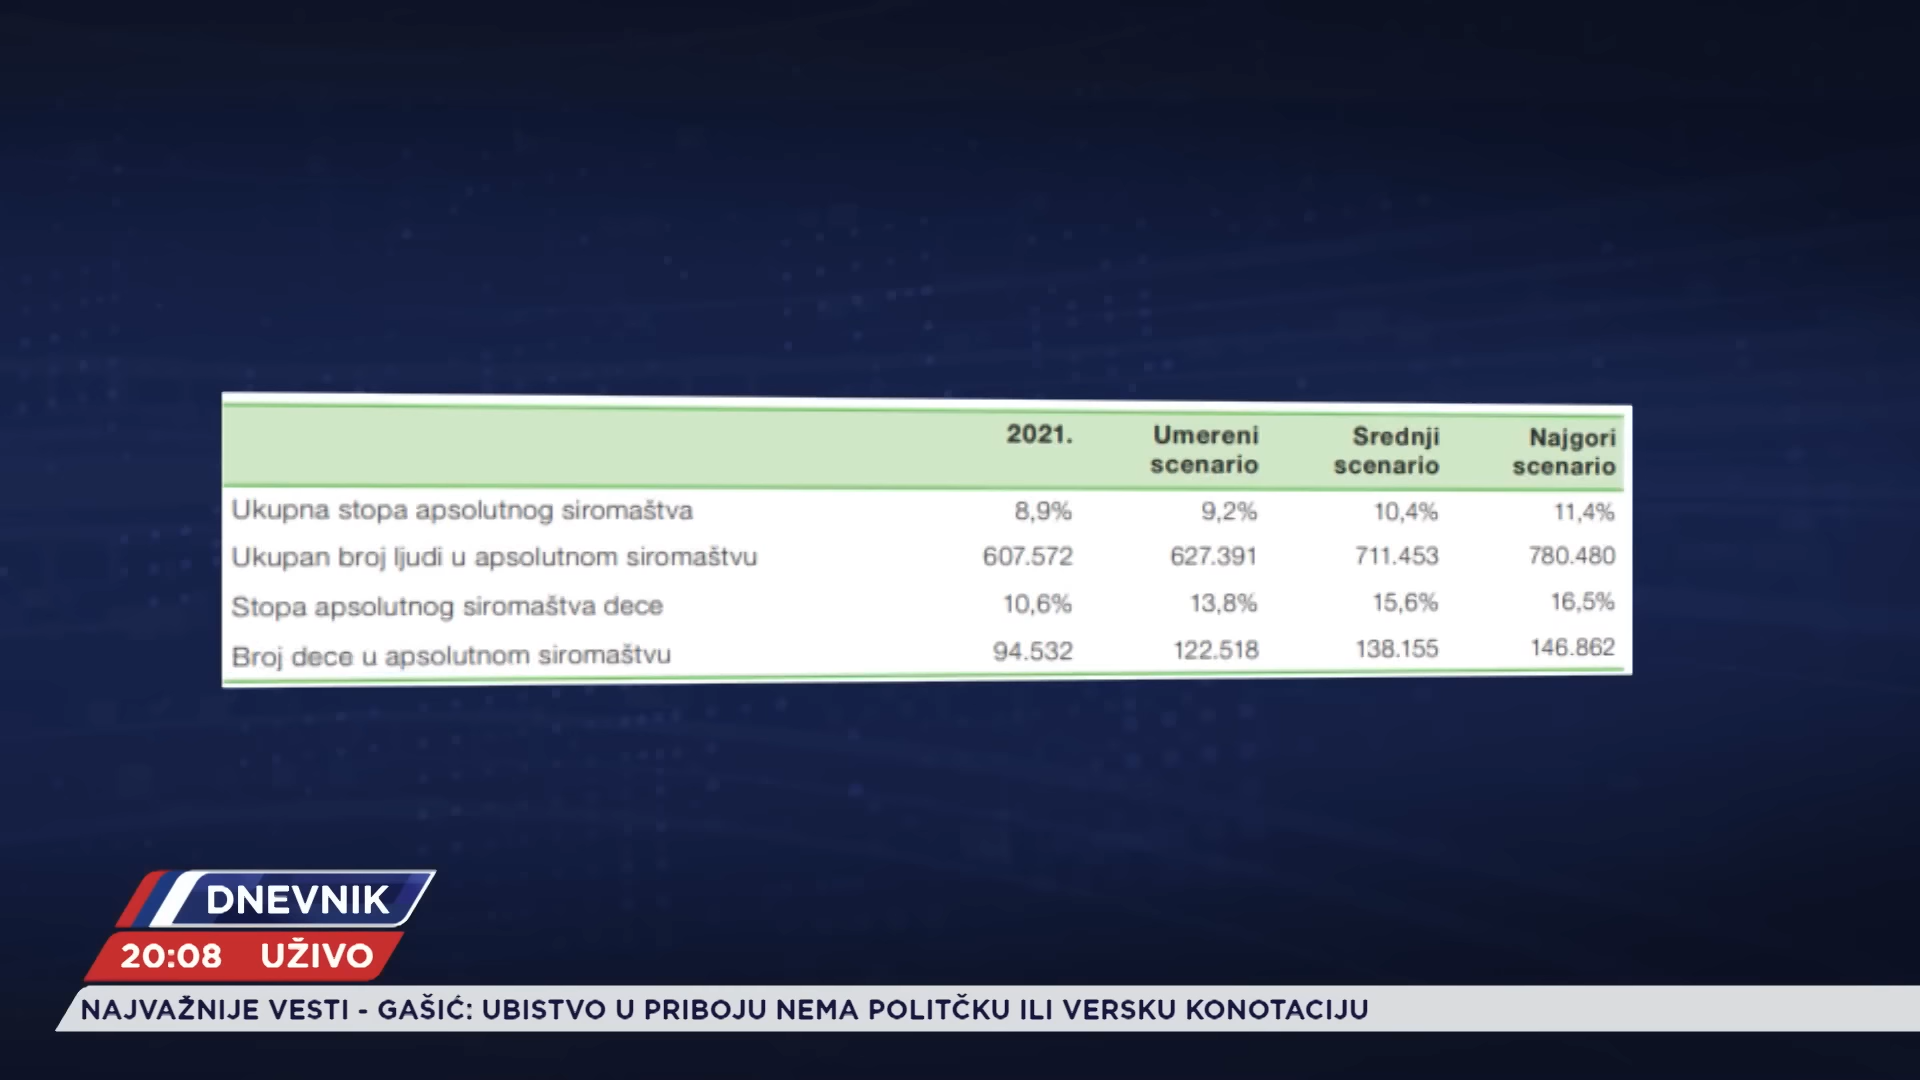 2021. Umereni scenario Srednji scenario Najgori scenario
Ukupna stopa apsolutnog siromaštva 8,9% 9,2% 10,4% 11,4%
Ukupan broj ljudi u apsolutnom siromaštvu 607.572 627.391 711.453 780.480
Stopa apsolutnog siromaštva dece 10,6% 13,8% 15,6% 16,5%
Broj dece u apsolutnom siromaštvu 94.532 122.518 138.155 146.862
DNEVNIK
20:08 UŽIVO
NAJVAŽNIJE VESTI - GAŠIĆ: UBISTVO U PRIBOJU NEMA POLITČKU ILI VERSKU KONOTACIJU